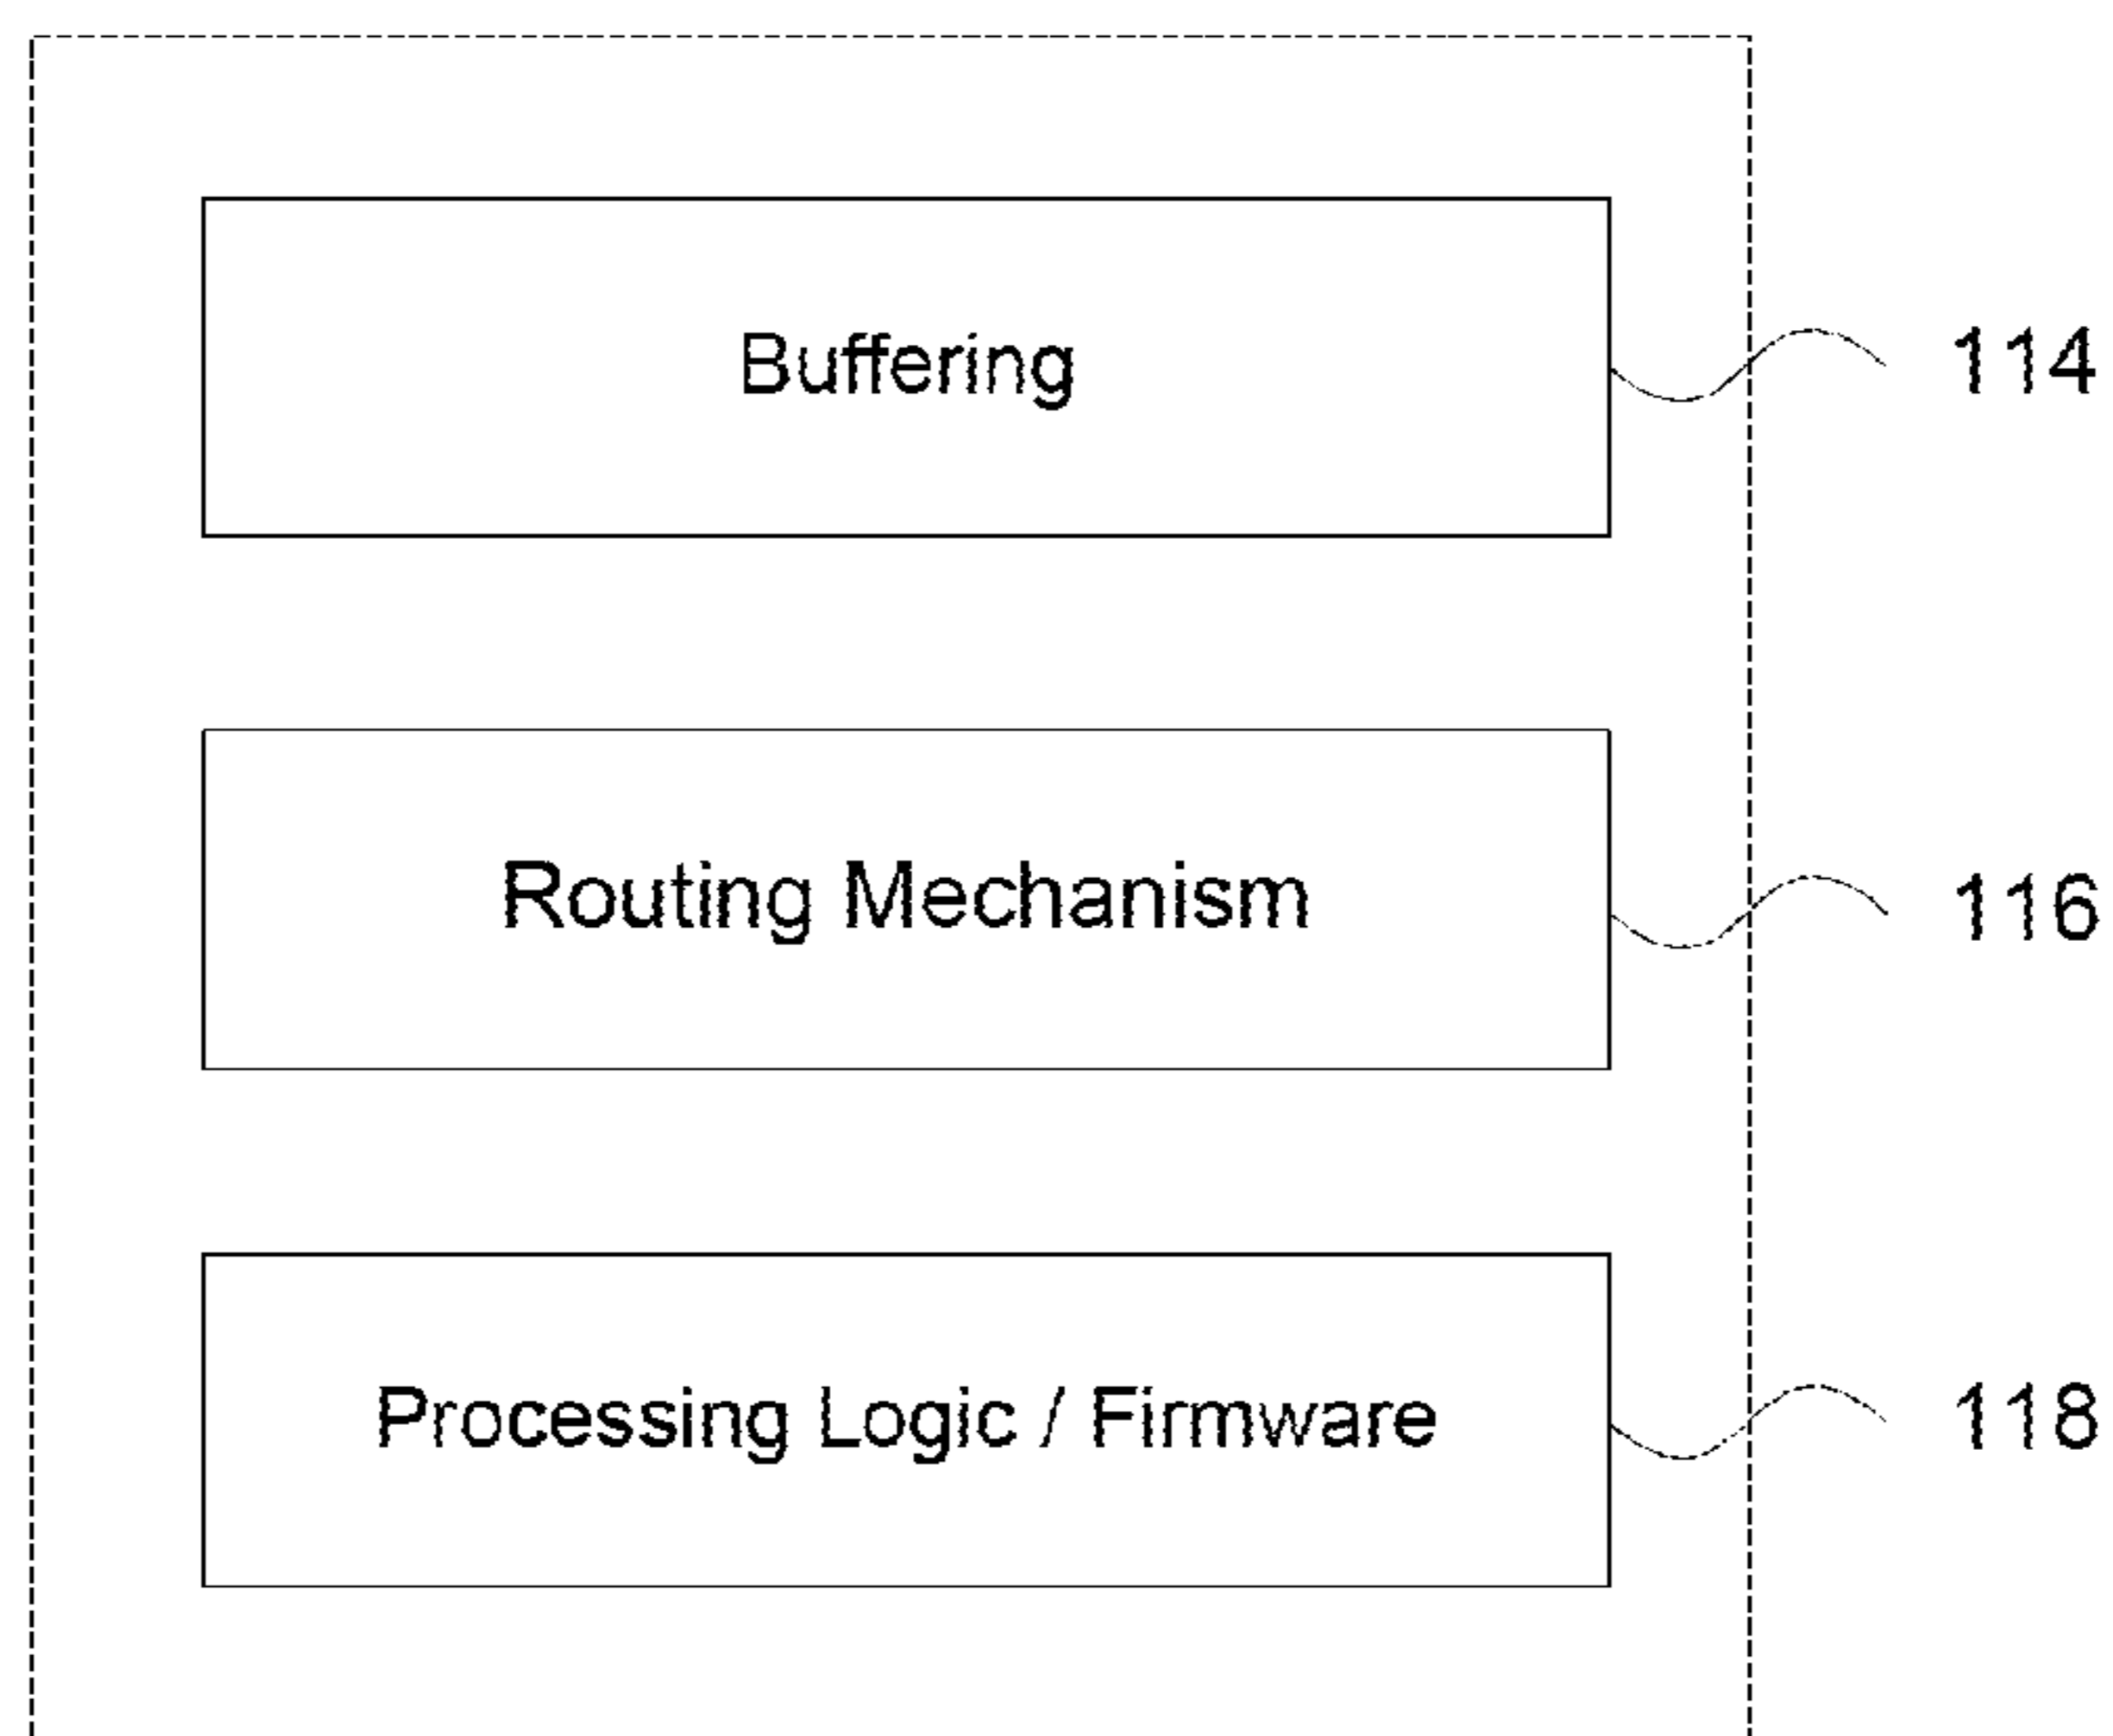 Buffering
114
Routing Mechanism
116
Processing Logic / Firmware
118